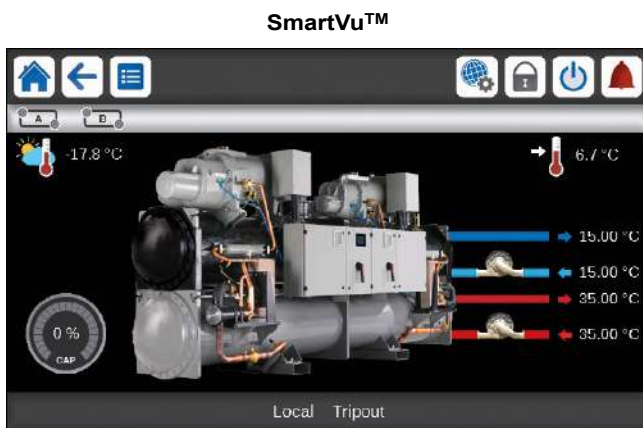 SmartVu™
A B
-17.8 °C
6.7 °C
15.00 °C
15.00 °C
35.00 °C
35.00 °C
0 %
CAP
Local Tripout